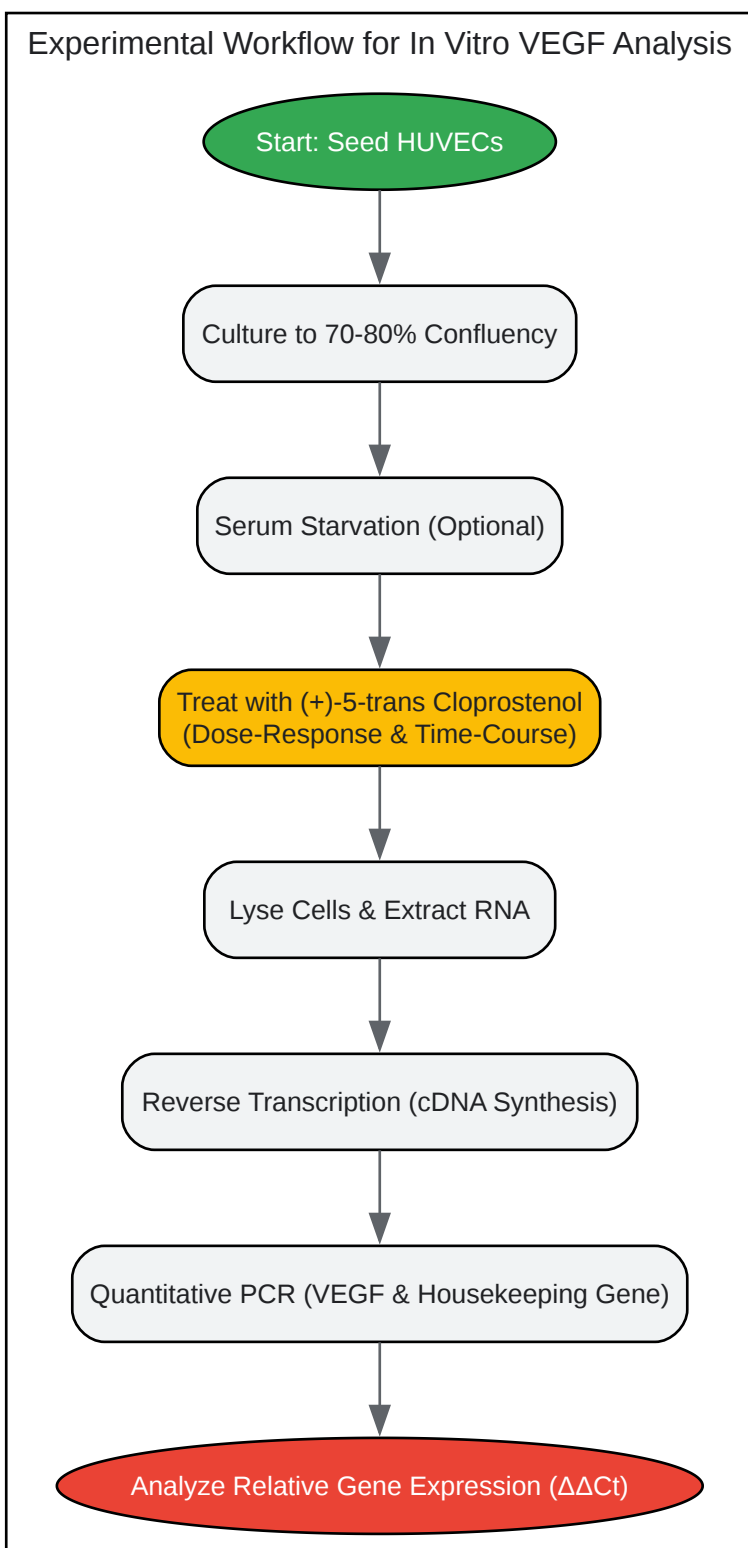 Experimental Workflow for In Vitro VEGF Analysis
Start: Seed HUVECs
Culture to 70-80% Confluency
Serum Starvation (Optional)
Treat with (+)-5-trans Cloprostenol
(Dose-Response & Time-Course)
Lyse Cells & Extract RNA
Reverse Transcription (cDNA Synthesis)
Quantitative PCR (VEGF & Housekeeping Gene)
Analyze Relative Gene Expression (ΔΔCt)